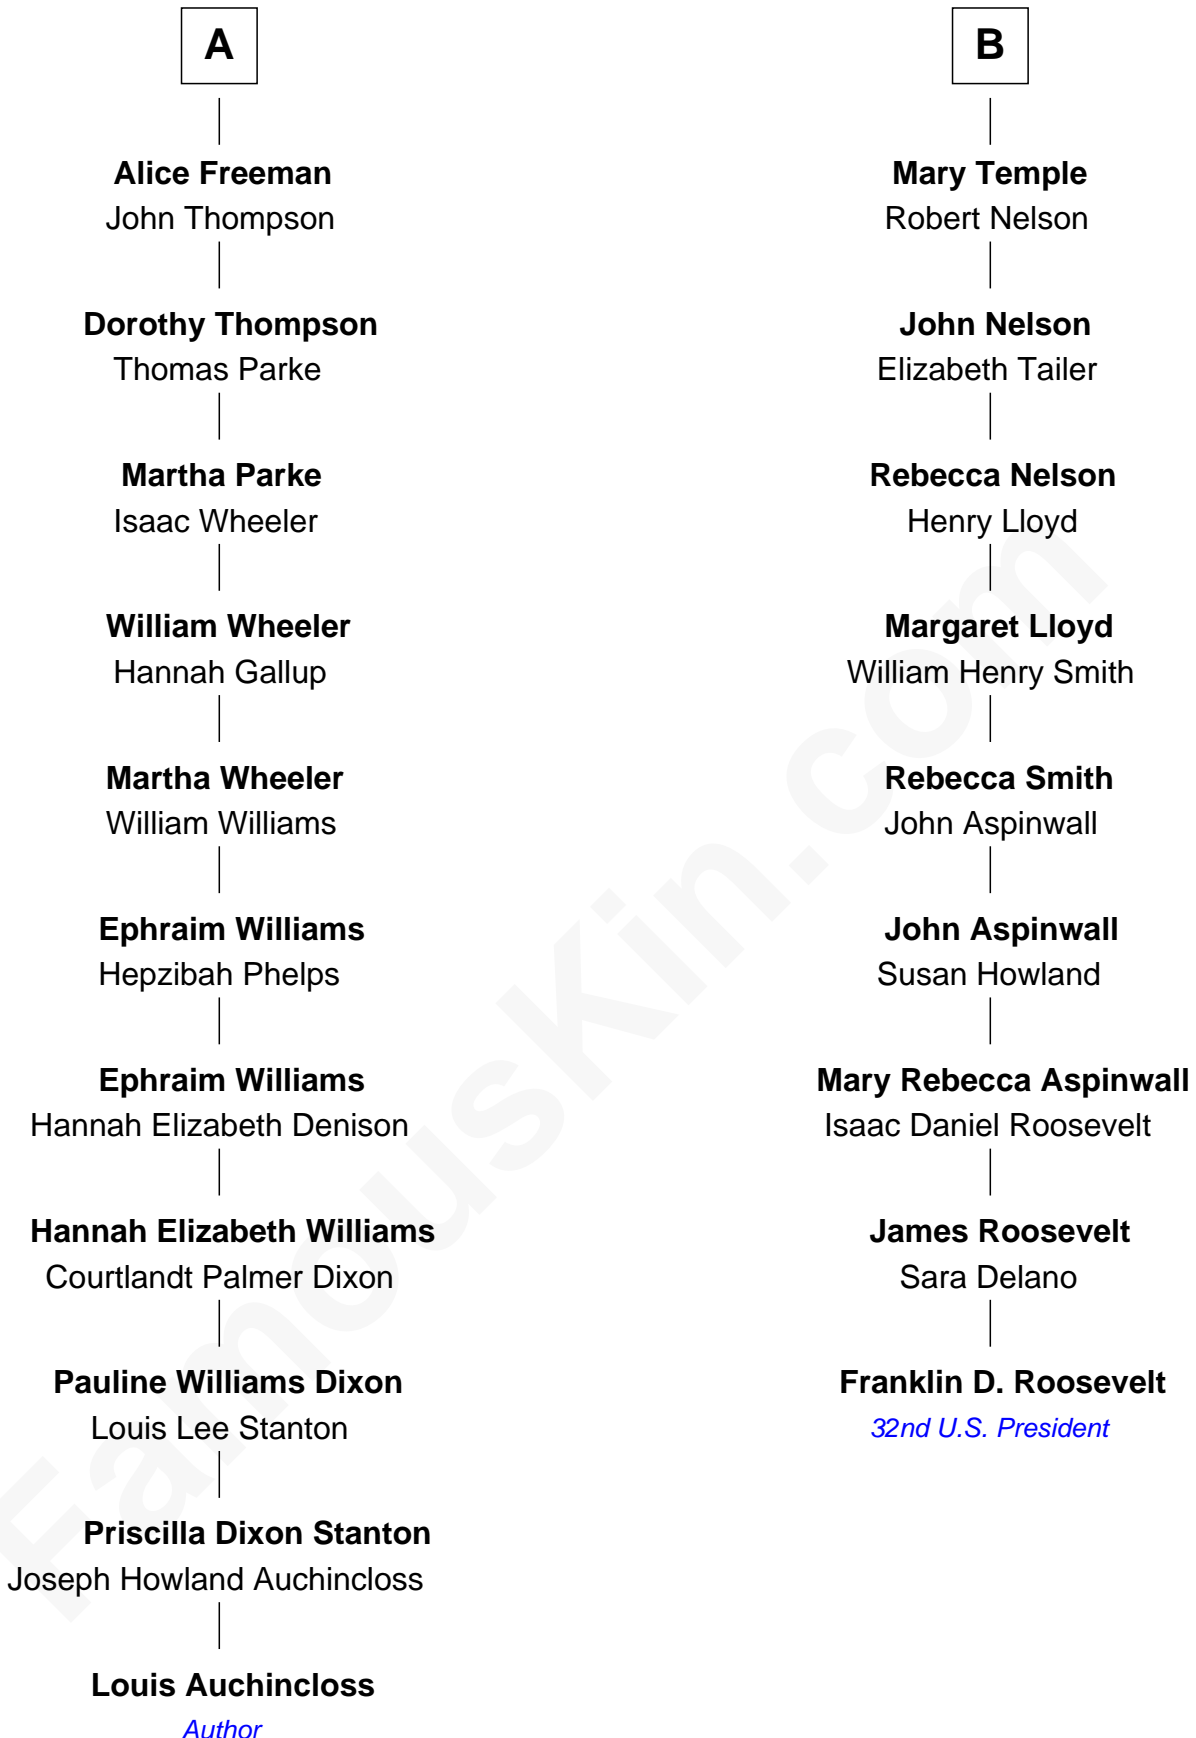 A
Alice Freeman
John Thompson
Dorothy Thompson
Thomas Parke
Martha Parke
Isaac Wheeler
William Wheeler
Hannah Gallup
Martha Wheeler
William Williams
Ephraim Williams
Hepzibah Phelps
Ephraim Williams
Hannah Elizabeth Denison
Hannah Elizabeth Williams
Courtlandt Palmer Dixon
Pauline Williams Dixon
Louis Lee Stanton
Priscilla Dixon Stanton
Joseph Howland Auchincloss
Louis Auchincloss
Author
B
Mary Temple
Robert Nelson
John Nelson
Elizabeth Tailer
Rebecca Nelson
Henry Lloyd
Margaret Lloyd
William Henry Smith
Rebecca Smith
John Aspinwall
John Aspinwall
Susan Howland
Mary Rebecca Aspinwall
Isaac Daniel Roosevelt
James Roosevelt
Sara Delano
Franklin D. Roosevelt
32nd U.S. President
FamousKin.com